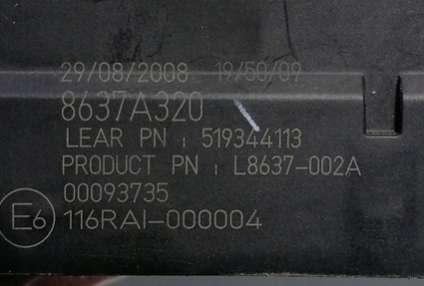 29/08/2008 19/50/09
8637A320
LEAR PN : 519344113
PRODUCT PN : L8637-002A
00093735
E6 116RAI-000004